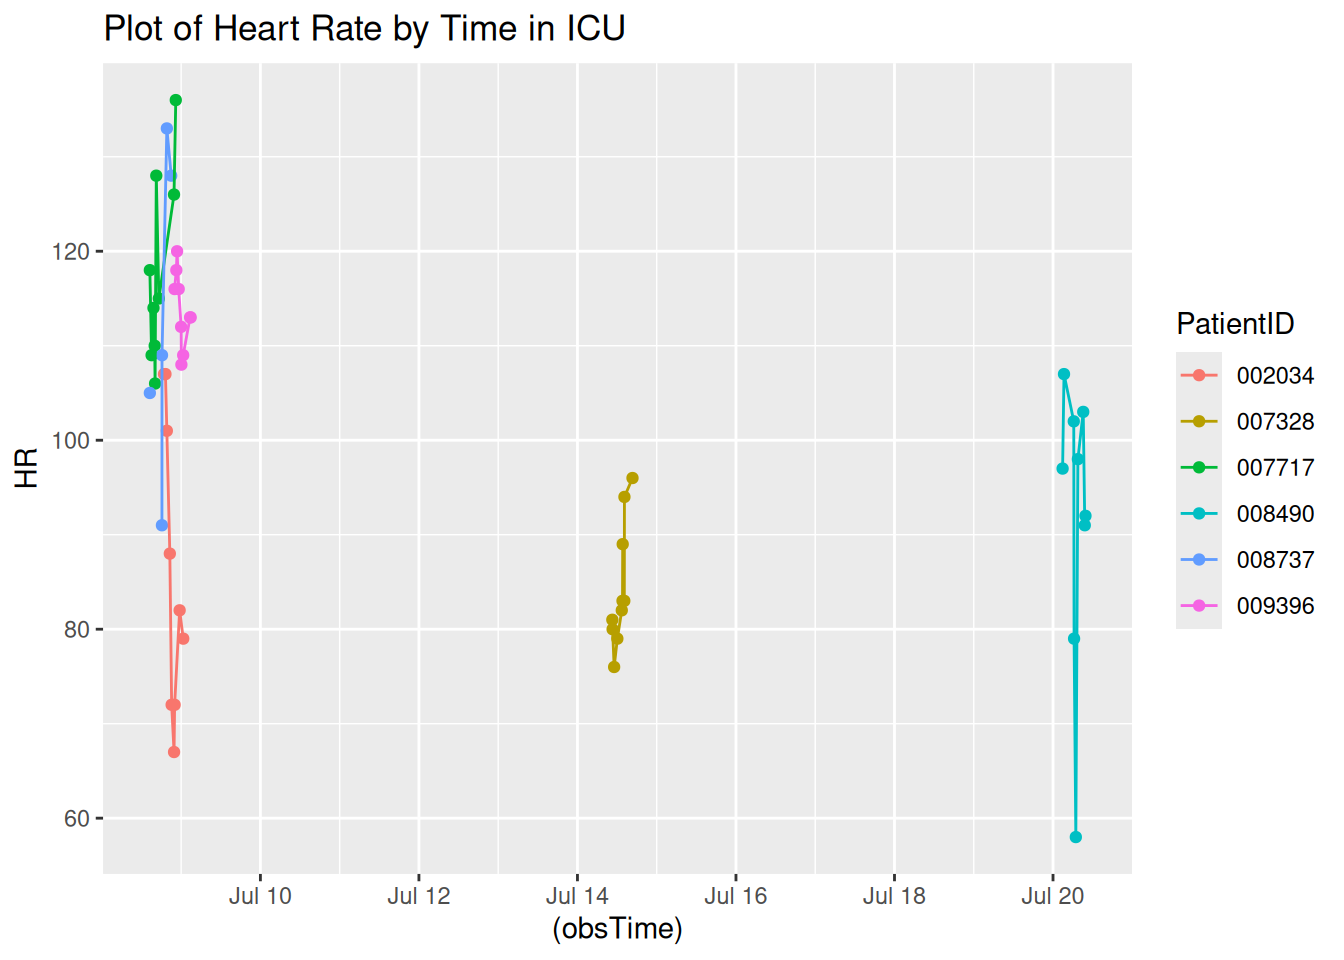 Plot of Heart Rate by Time in ICU
HR
120
100
80
60
Jul 10
Jul 12
Jul 14
Jul 16
Jul 18
Jul 20
(obsTime)
PatientID
002034
007328
007717
008490
008737
009396